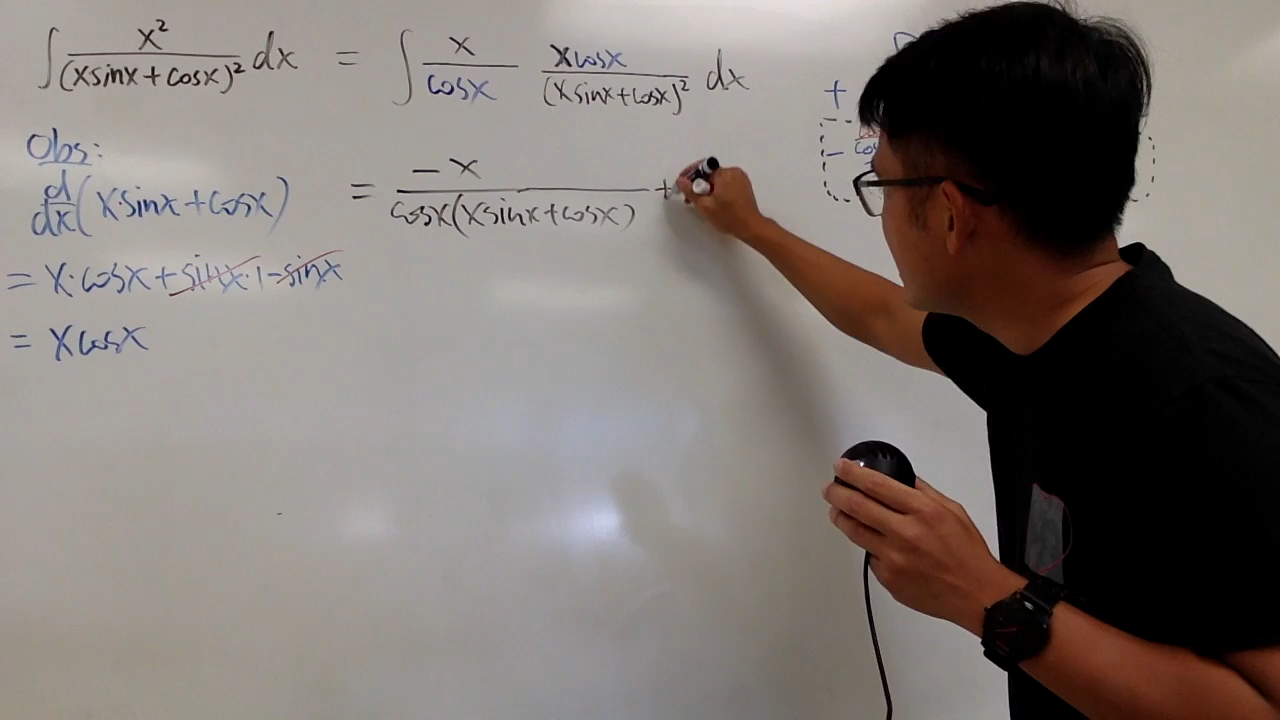 ∫ x²/(xsinx+cosx)² dx = ∫ x/cosx xcosx/(xsinx+cosx)² dx
Obs:
d/dx(xsinx+cosx)
= x·cosx+sinx·1-sinx
= xcosx
= -x/cosx(xsinx+cosx) +
+
-